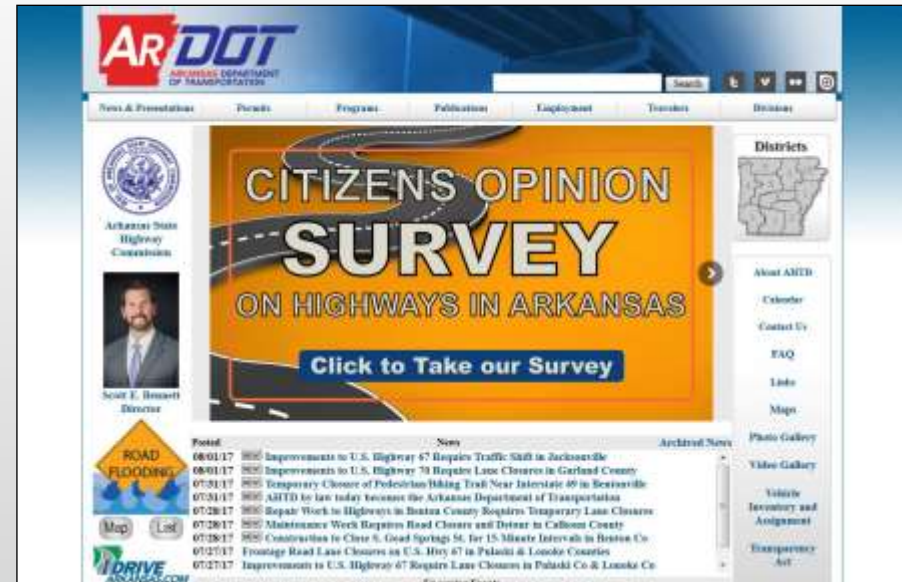 ARDOT
ARKANSAS DEPARTMENT
OF TRANSPORTATION
Search
News & Presentations Permits Programs Publications Employment Travelers Divisions
Arkansas State
Highway
Commission
Scott E. Bennett
Director
ROAD
FLOODING
Map List
IDRIVE
ARKANSAS.COM
CITIZENS OPINION
SURVEY
ON HIGHWAYS IN ARKANSAS
Click to Take our Survey
Posted News Archived News
08/01/17 NEW Improvements to U.S. Highway 67 Requires Traffic Shift in Jacksonville
08/01/17 NEW Improvements to U.S. Highway 70 Requires Lane Closures in Garland County
07/31/17 NEW Temporary Closure of Pedestrian/Biking Trail Near Interstate 49 in Bentonville
07/31/17 NEW AHTD by law today becomes the Arkansas Department of Transportation
07/28/17 NEW Repair Work to Highways in Benton County Requires Temporary Lane Closures
07/28/17 NEW Maintenance Work Requires Road Closure and Detour in Calhoun County
07/28/17 NEW Construction to Close S. Goad Springs St. for 15-Minute Intervals in Benton Co
07/27/17 Frontage Road Lane Closures on U.S. Hwy 67 in Pulaski & Lonoke Counties
07/27/17 Improvements to U.S. Highway 67 Require Lane Closures in Pulaski Co & Lonoke Co
Districts
About AHTD
Calendar
Contact Us
FAQ
Links
Maps
Photo Gallery
Video Gallery
Vehicle
Inventory and
Assignment
Transparency
Act